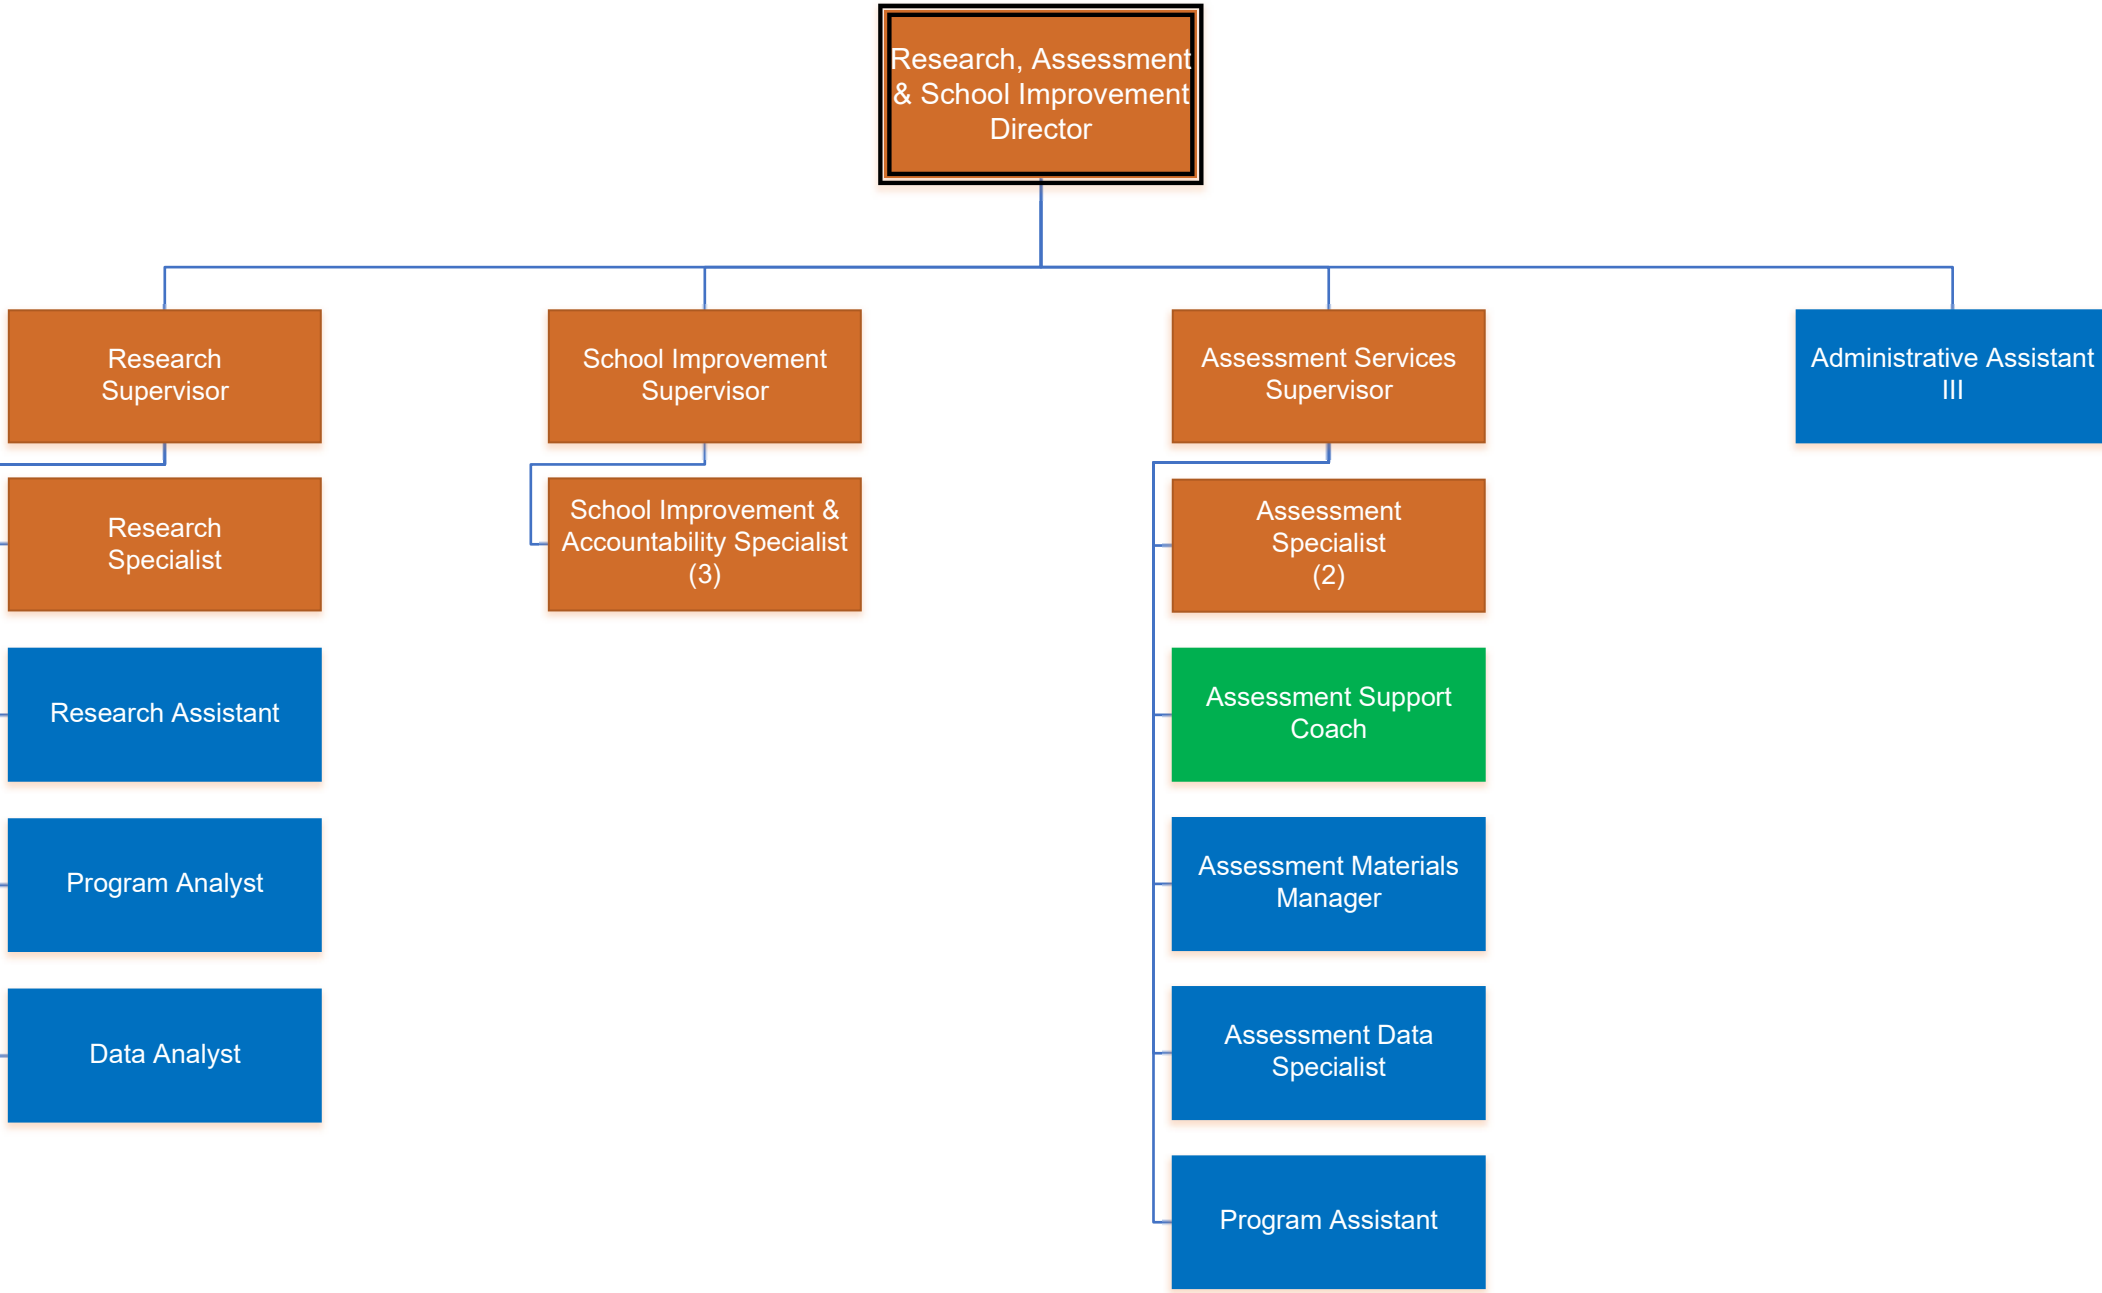 Research, Assessment
& School Improvement
Director
Research
Supervisor
School Improvement
Supervisor
Assessment Services
Supervisor
Administrative Assistant
III
Research
Specialist
School Improvement &
Accountability Specialist
(3)
Assessment
Specialist
(2)
Research Assistant
Assessment Support
Coach
Program Analyst
Assessment Materials
Manager
Data Analyst
Assessment Data
Specialist
Program Assistant